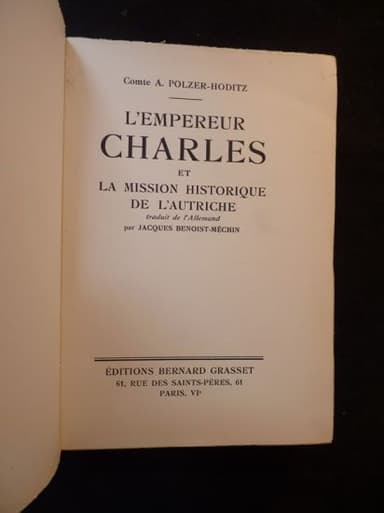 Comte A. POLZER-HODITZ
L'EMPEREUR
CHARLES
ET
LA MISSION HISTORIQUE
DE L'AUTRICHE
traduit de l'Allemand
par JACQUES BENOIST-MÉCHIN
ÉDITIONS BERNARD GRASSET
61, RUE DES SAINTS-PÈRES, 61
PARIS, VIe